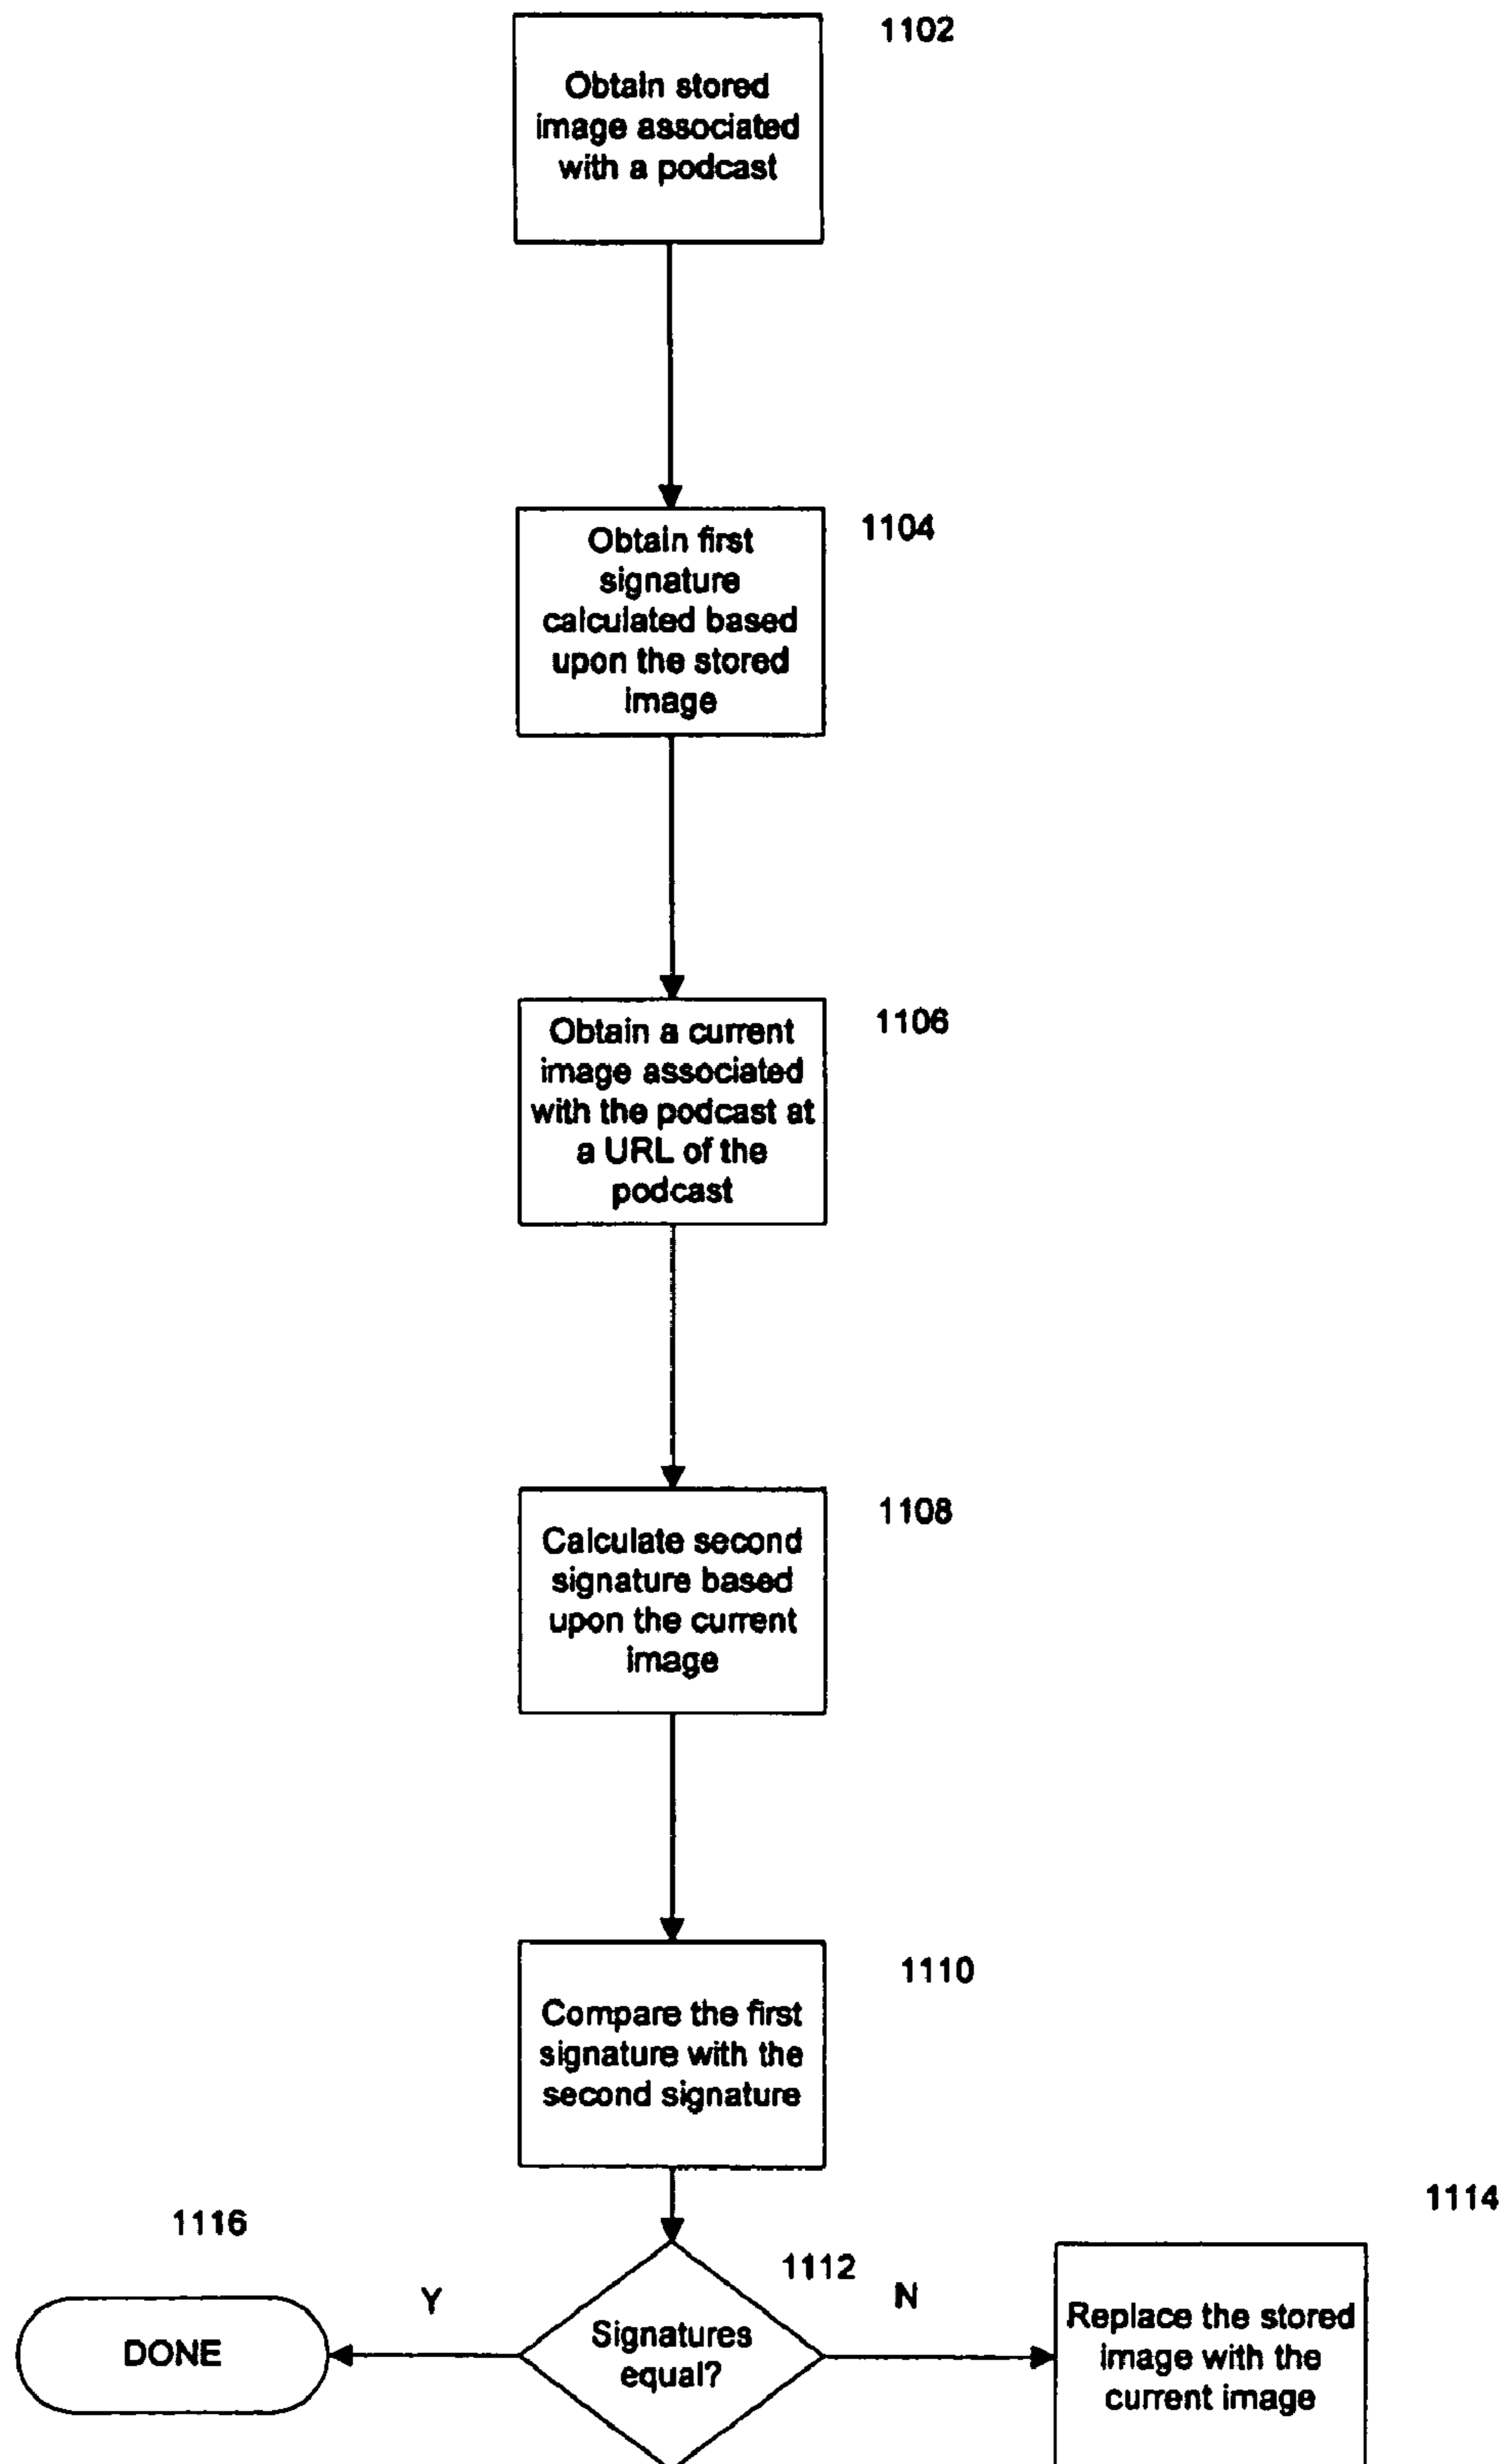 1102
Obtain stored
image associated
with a podcast
1104
Obtain first
signature
calculated based
upon the stored
image
1106
Obtain a current
image associated
with the podcast at
a URL of the
podcast
1108
Calculate second
signature based
upon the current
image
1110
Compare the first
signature with the
second signature
1116
DONE
Y
1112
Signatures
equal?
N
1114
Replace the stored
image with the
current image